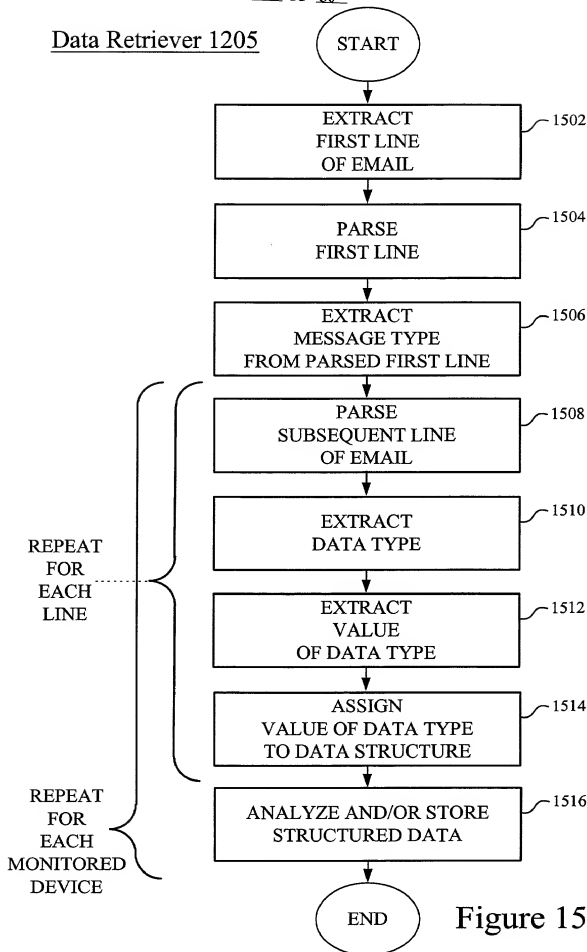 Data Retriever 1205
START
EXTRACT
FIRST LINE
OF EMAIL
1502
PARSE
FIRST LINE
1504
EXTRACT
MESSAGE TYPE
FROM PARSED FIRST LINE
1506
PARSE
SUBSEQUENT LINE
OF EMAIL
1508
EXTRACT
DATA TYPE
1510
REPEAT
FOR
EACH
LINE
EXTRACT
VALUE
OF DATA TYPE
1512
ASSIGN
VALUE OF DATA TYPE
TO DATA STRUCTURE
1514
REPEAT
FOR
EACH
MONITORED
DEVICE
ANALYZE AND/OR STORE
STRUCTURED DATA
1516
END
Figure 15